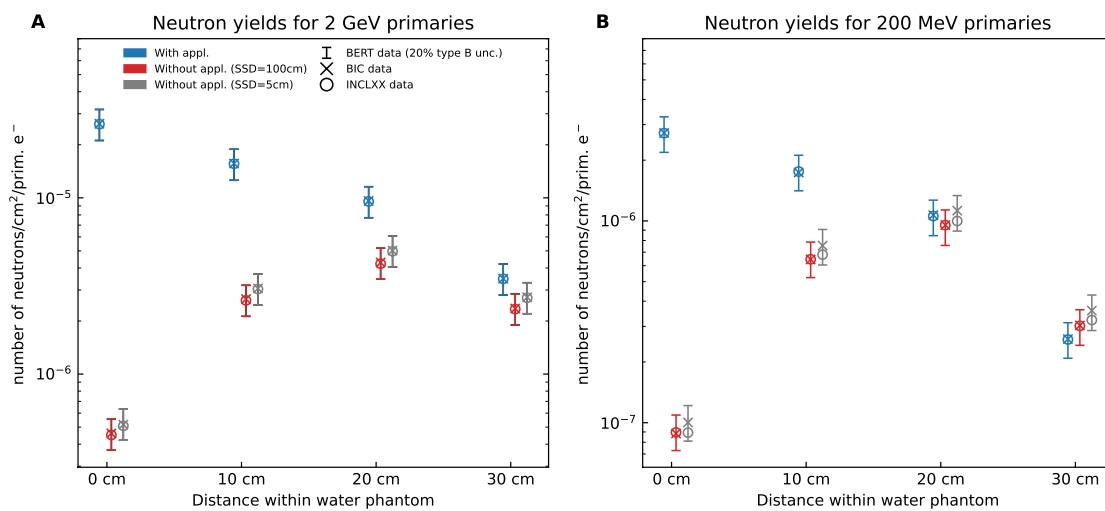 A
Neutron yields for 2 GeV primaries
With appl.
Without appl. (SSD=100cm)
Without appl. (SSD=5cm)
BERT data (20% type B unc.)
BIC data
INCLXX data
number of neutrons/cm²/prim. e⁻
10⁻⁵
10⁻⁶
0 cm
10 cm
20 cm
30 cm
Distance within water phantom
B
Neutron yields for 200 MeV primaries
number of neutrons/cm²/prim. e⁻
10⁻⁶
10⁻⁷
0 cm
10 cm
20 cm
30 cm
Distance within water phantom